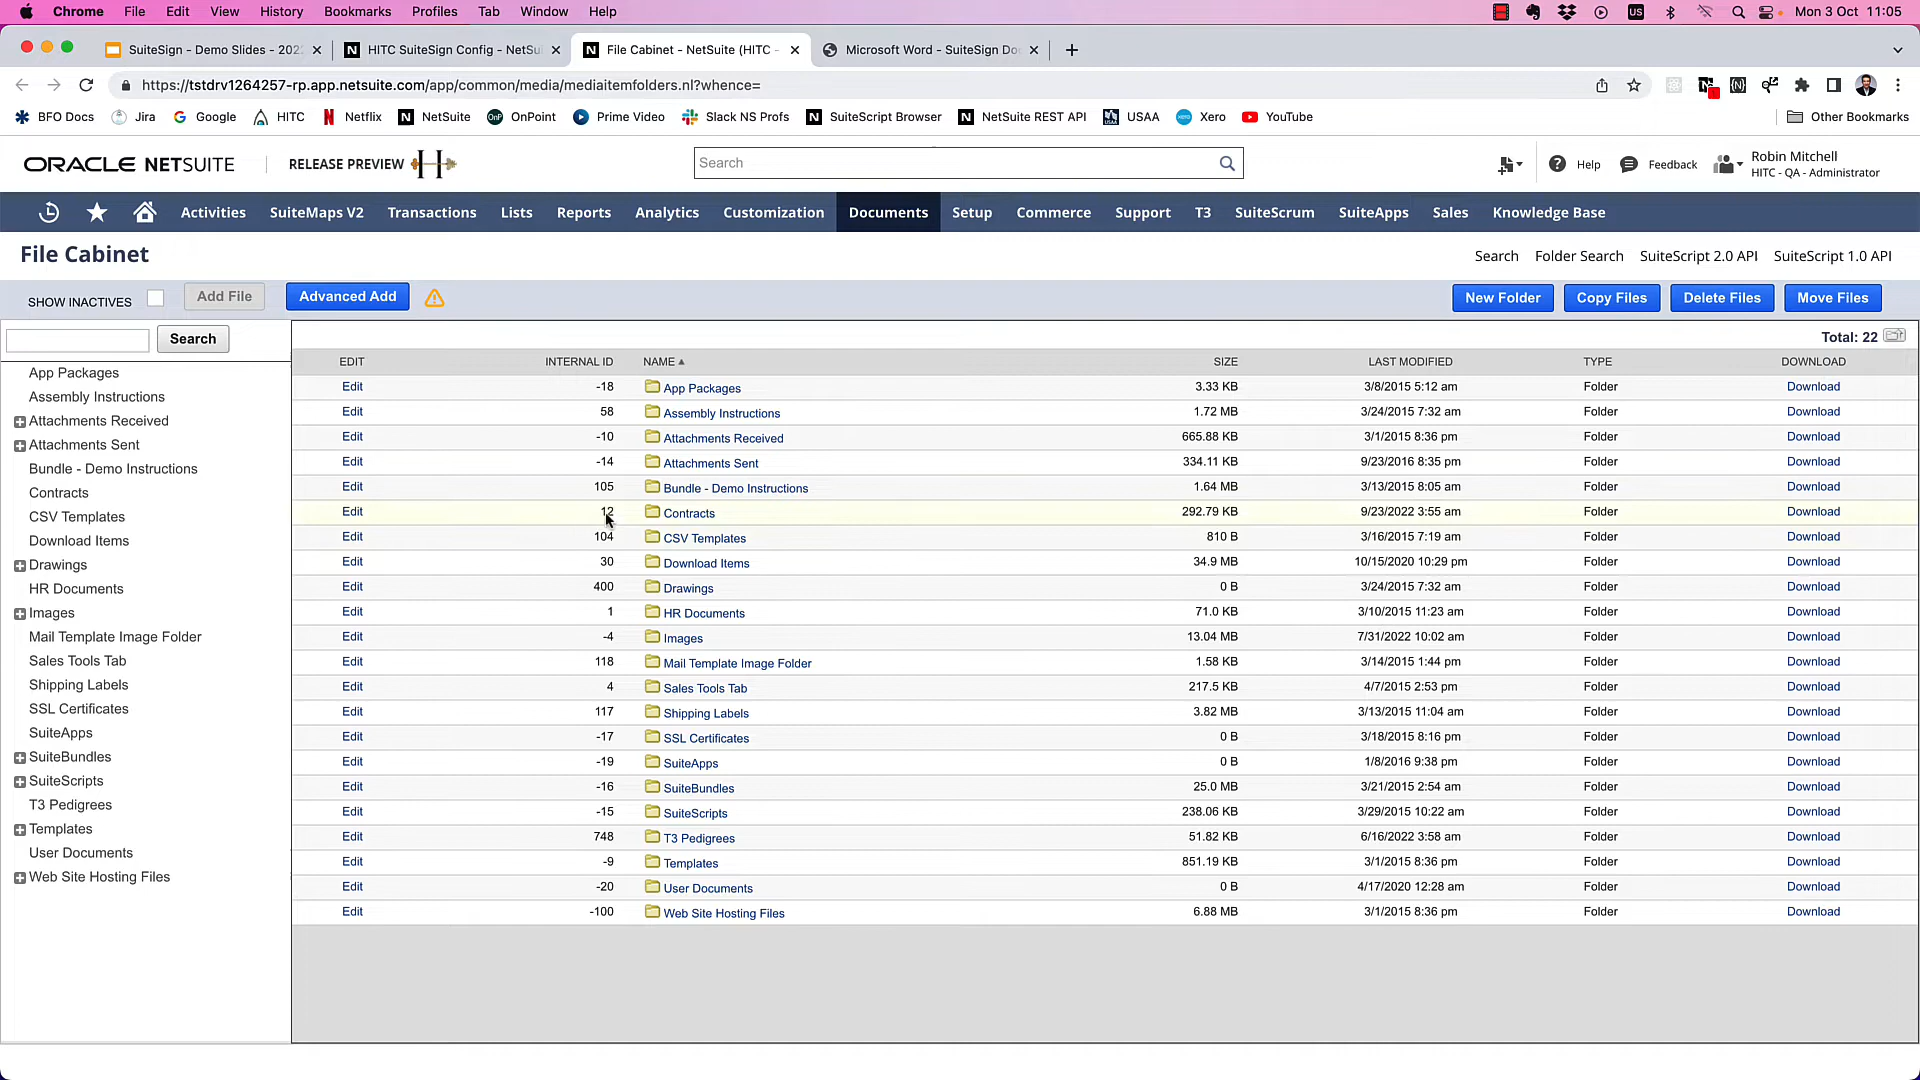 Chrome File Edit View History Bookmarks Profiles Tab Window Help US Mon 3 Oct 11:05
SuiteSign - Demo Slides - 202 HITC SuiteSign Config - NetSui File Cabinet - NetSuite (HITC - Microsoft Word - SuiteSign Do
https://tstdrv1264257-rp.app.netsuite.com/app/common/media/mediaitemfolders.nl?whence=
BFO Docs Jira Google HITC Netflix NetSuite OnPoint Prime Video Slack NS Profs SuiteScript Browser NetSuite REST API USAA Xero YouTube Other Bookmarks
ORACLE NETSUITE RELEASE PREVIEW H Search Help Feedback Robin Mitchell
HITC - QA - Administrator
Activities SuiteMaps V2 Transactions Lists Reports Analytics Customization Documents Setup Commerce Support T3 SuiteScrum SuiteApps Sales Knowledge Base
File Cabinet Search Folder Search SuiteScript 2.0 API SuiteScript 1.0 API
SHOW INACTIVES Add File Advanced Add New Folder Copy Files Delete Files Move Files
Search
App Packages
Assembly Instructions
Attachments Received
Attachments Sent
Bundle - Demo Instructions
Contracts
CSV Templates
Download Items
Drawings
HR Documents
Images
Mail Template Image Folder
Sales Tools Tab
Shipping Labels
SSL Certificates
SuiteApps
SuiteBundles
SuiteScripts
T3 Pedigrees
Templates
User Documents
Web Site Hosting Files
Total: 22
EDIT INTERNAL ID NAME SIZE LAST MODIFIED TYPE DOWNLOAD
Edit -18 App Packages 3.33 KB 3/8/2015 5:12 am Folder Download
Edit 58 Assembly Instructions 1.72 MB 3/24/2015 7:32 am Folder Download
Edit -10 Attachments Received 665.88 KB 3/1/2015 8:36 pm Folder Download
Edit -14 Attachments Sent 334.11 KB 9/23/2016 8:35 pm Folder Download
Edit 105 Bundle - Demo Instructions 1.64 MB 3/13/2015 8:05 am Folder Download
Edit 12 Contracts 292.79 KB 9/23/2022 3:55 am Folder Download
Edit 104 CSV Templates 810 B 3/16/2015 7:19 am Folder Download
Edit 30 Download Items 34.9 MB 10/15/2020 10:29 pm Folder Download
Edit 400 Drawings 0 B 3/24/2015 7:32 am Folder Download
Edit 1 HR Documents 71.0 KB 3/10/2015 11:23 am Folder Download
Edit -4 Images 13.04 MB 7/31/2022 10:02 am Folder Download
Edit 118 Mail Template Image Folder 1.58 KB 3/14/2015 1:44 pm Folder Download
Edit 4 Sales Tools Tab 217.5 KB 4/7/2015 2:53 pm Folder Download
Edit 117 Shipping Labels 3.82 MB 3/13/2015 11:04 am Folder Download
Edit -17 SSL Certificates 0 B 3/18/2015 8:16 pm Folder Download
Edit -19 SuiteApps 0 B 1/8/2016 9:38 pm Folder Download
Edit -16 SuiteBundles 25.0 MB 3/21/2015 2:54 am Folder Download
Edit -15 SuiteScripts 238.06 KB 3/29/2015 10:22 am Folder Download
Edit 748 T3 Pedigrees 51.82 KB 6/16/2022 3:58 am Folder Download
Edit -9 Templates 851.19 KB 3/1/2015 8:36 pm Folder Download
Edit -20 User Documents 0 B 4/17/2020 12:28 am Folder Download
Edit -100 Web Site Hosting Files 6.88 MB 3/1/2015 8:36 pm Folder Download